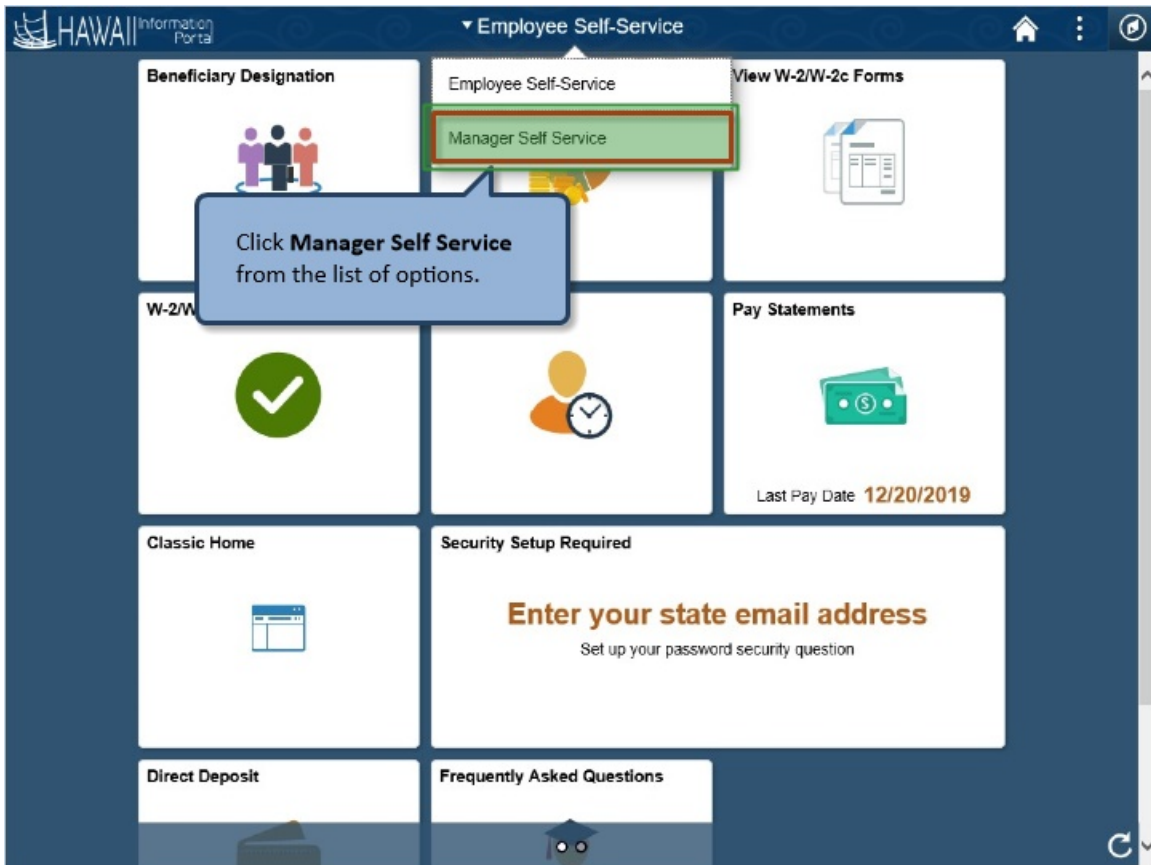 HAWAII Information
Portal
Employee Self-Service
Beneficiary Designation
Employee Self-Service
View W-2/W-2c Forms
Manager Self Service
Click Manager Self Service
from the list of options.
W-2/W
Pay Statements
Last Pay Date 12/20/2019
Classic Home
Security Setup Required
Enter your state email address
Set up your password security question
Direct Deposit
Frequently Asked Questions